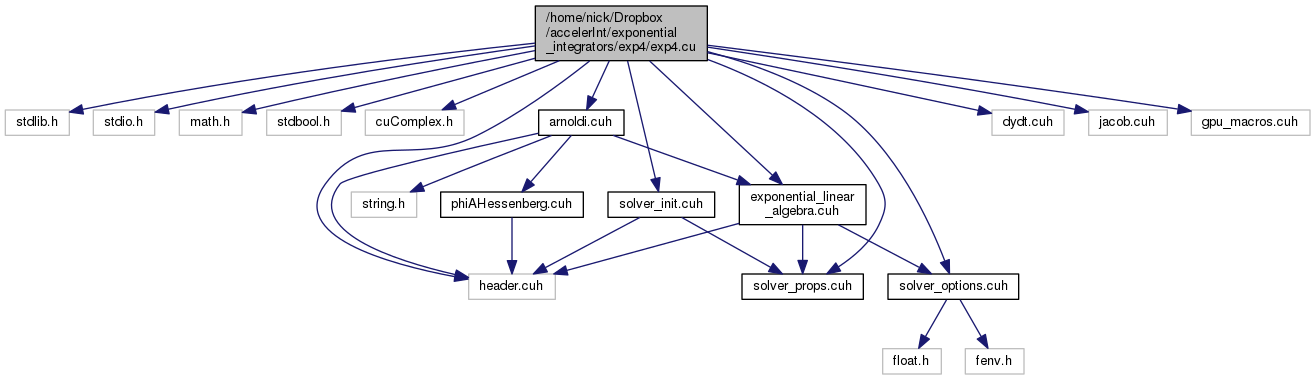 /home/nick/Dropbox
/accelerInt/exponential
_integrators/exp4/exp4.cu
stdlib.h
stdio.h
math.h
stdbool.h
cuComplex.h
arnoldi.cuh
dydt.cuh
jacob.cuh
gpu_macros.cuh
string.h
phiAHessenberg.cuh
solver_init.cuh
exponential_linear
_algebra.cuh
header.cuh
solver_props.cuh
solver_options.cuh
float.h
fenv.h